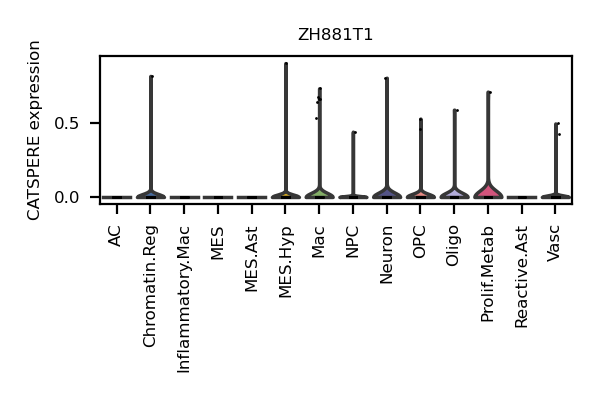 ZH881T1
CATSPERE expression
0.5
0.0
AC
Chromatin.Reg
Inflammatory.Mac
MES
MES.Ast
MES.Hyp
Mac
NPC
Neuron
OPC
Oligo
Prolif.Metab
Reactive.Ast
Vasc